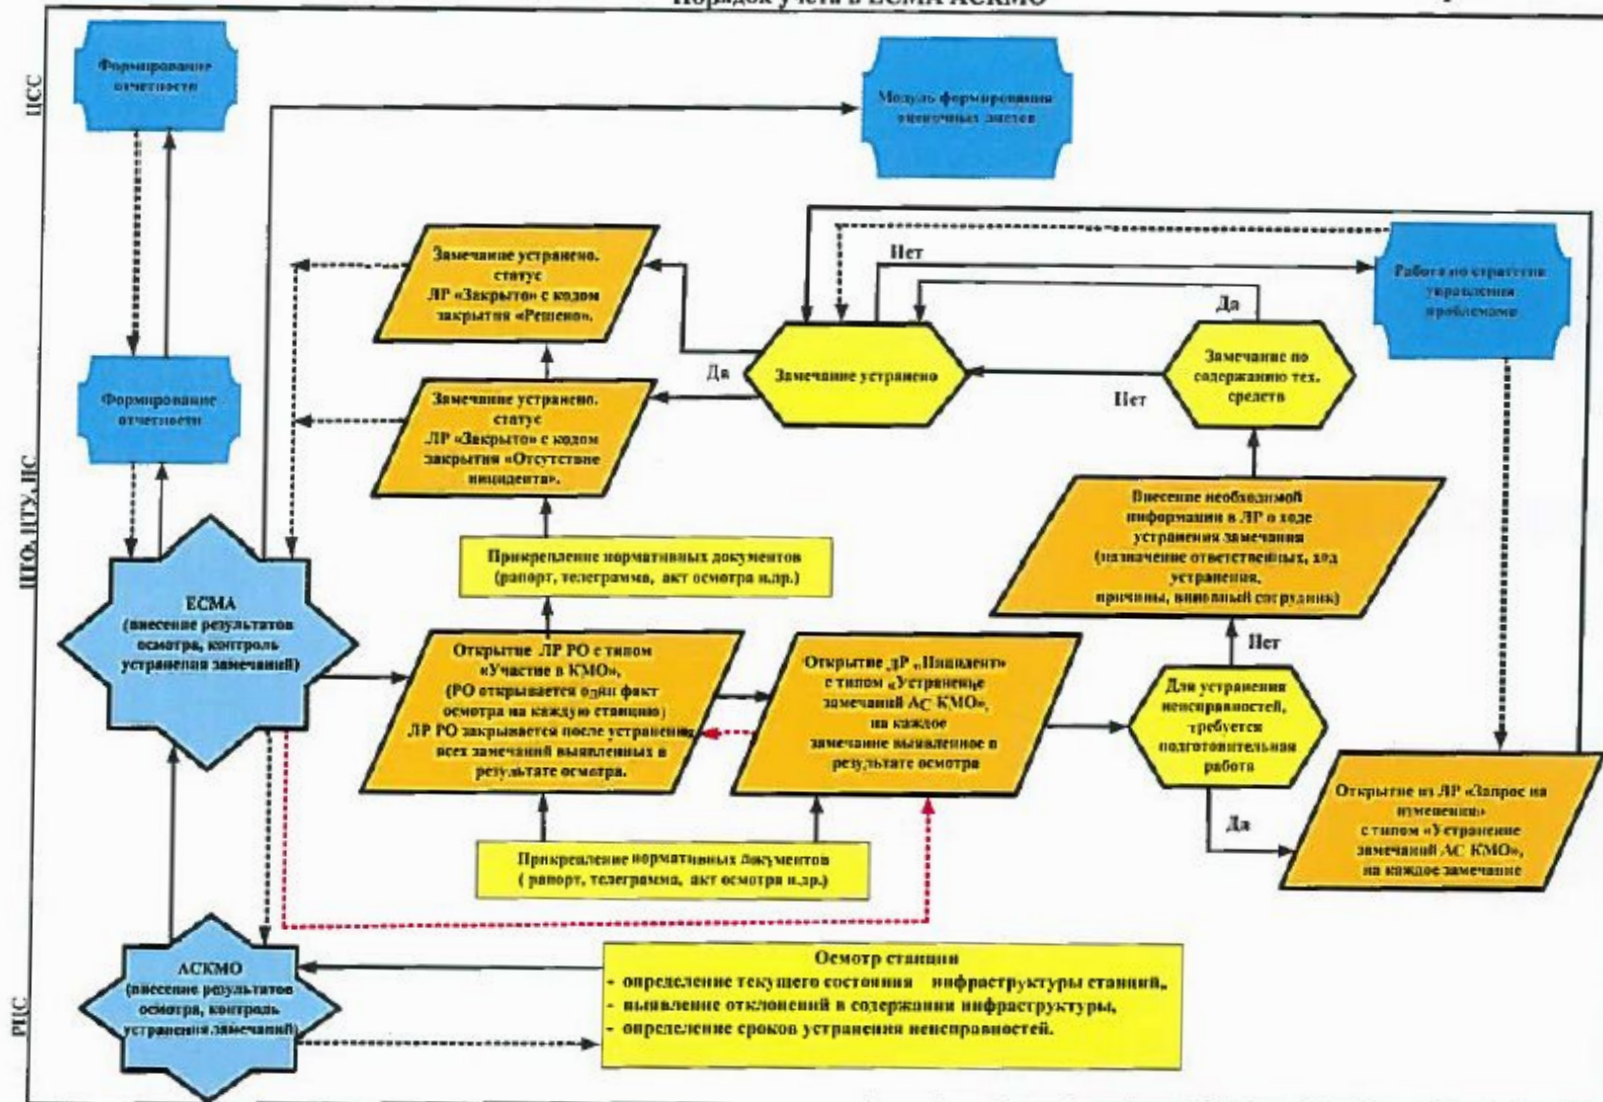 Порядок учета в ЕСМА АСКМО
ЦСС
Формирование
отчетности
Модуль формирования
оценочных листов
Замечание устранено.
статус
ЛР «Закрыто» с кодом
закрытия «Решено».
Нет
Да
Работа по стратегии
управления
проблемами
Замечание устранено
Замечание по
содержанию тех.
средств
Да
Нет
Формирование
отчетности
Замечание устранено.
статус
ЛР «Закрыто» с кодом
закрытия «Отсутствие
инцидента».
Внесение необходимой
информации в ЛР о ходе
устранения замечания
(назначение ответственных, ход
устранения,
причины, виновный сотрудник)
Прикрепление нормативных документов
(рапорт, телеграмма, акт осмотра и.др.)
ЕСМА
(внесение результатов
осмотра, контроль
устранения замечаний)
Открытие ЛР РО с типом
«Участие в КМО»,
(РО открывается один факт
осмотра на каждую станцию)
ЛР РО закрывается после устранения
всех замечаний выявленных в
результате осмотра.
Открытие ЛР „Инцидент»
с типом «Устранение
замечаний АС КМО»,
на каждое
замечание выявленное в
результате осмотра
Нет
Для устранения
неисправностей,
требуется
подготовительная
работа
Да
Открытие из ЛР «Запрос на
изменения»
с типом «Устранение
замечаний АС КМО»,
на каждое замечание
Прикрепление нормативных документов
( рапорт, телеграмма, акт осмотра и.др.)
РЦС
АСКМО
(внесение результатов
осмотра, контроль
устранения замечаний)
Осмотр станции
- определение текущего состояния инфраструктуры станций,
- выявление отклонений в содержании инфраструктуры,
- определение сроков устранения неисправностей.